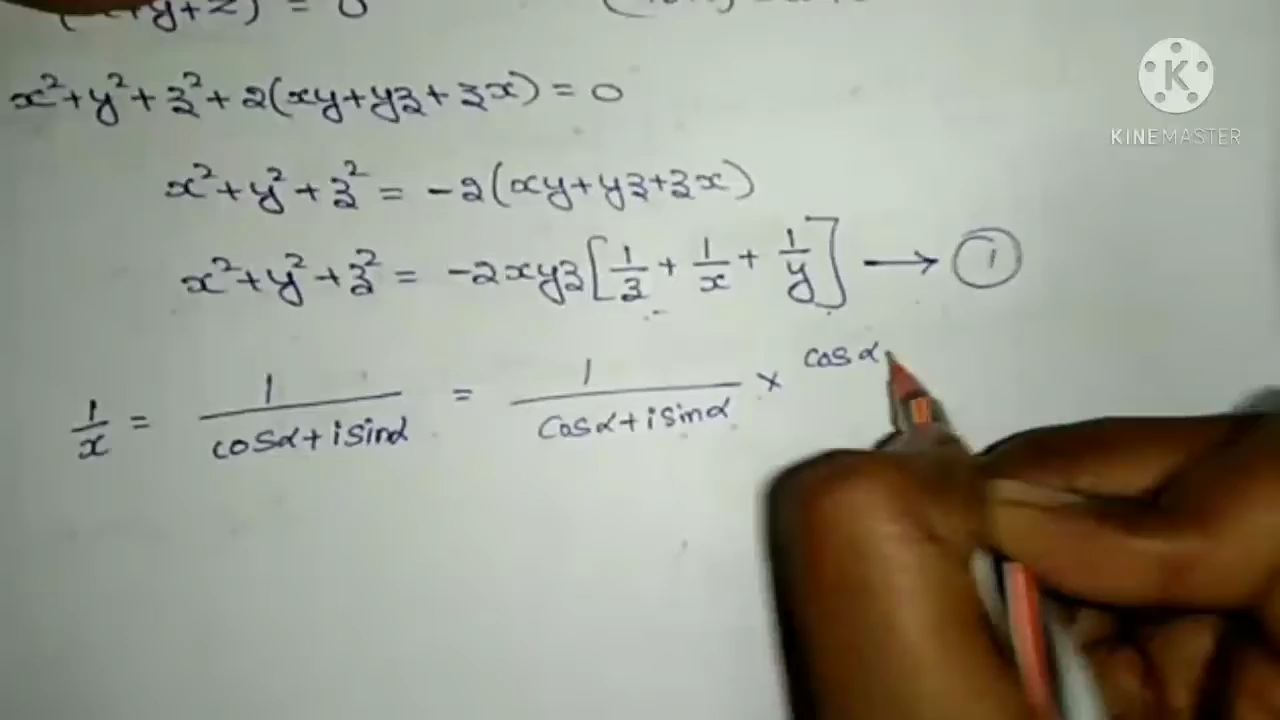 y+z) = 0
x²+y²+z²+2(xy+yz+zx)=0
x²+y²+z² = -2(xy+yz+zx)
x²+y²+z² = -2xyz[1/z + 1/x + 1/y] → ①
1/x = 1/(cosα+isinα) = 1/(cosα+isinα) × cosα
K
KINEMASTER